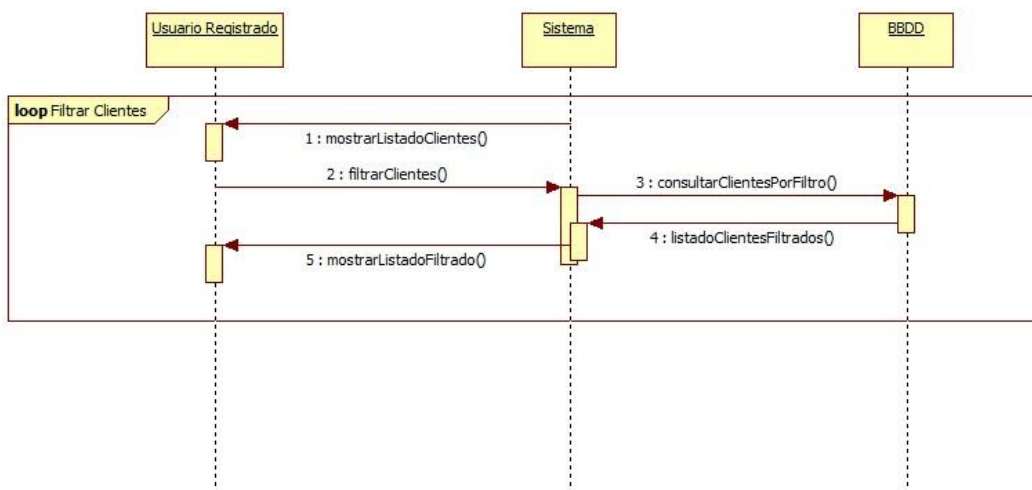 Usuario Registrado
Sistema
BBDD
loop Filtrar Clientes
1 : mostrarListadoClientes()
2 : filtrarClientes()
3 : consultarClientesPorFiltro()
4 : listadoClientesFiltrados()
5 : mostrarListadoFiltrado()